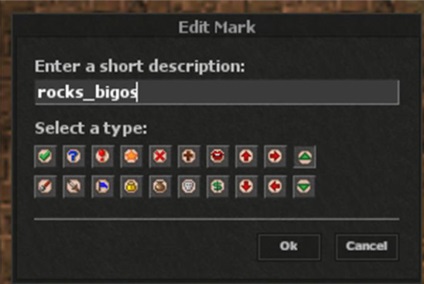 Edit Mark
Enter a short description:
rocks_bigos
Select a type:
Ok
Cancel